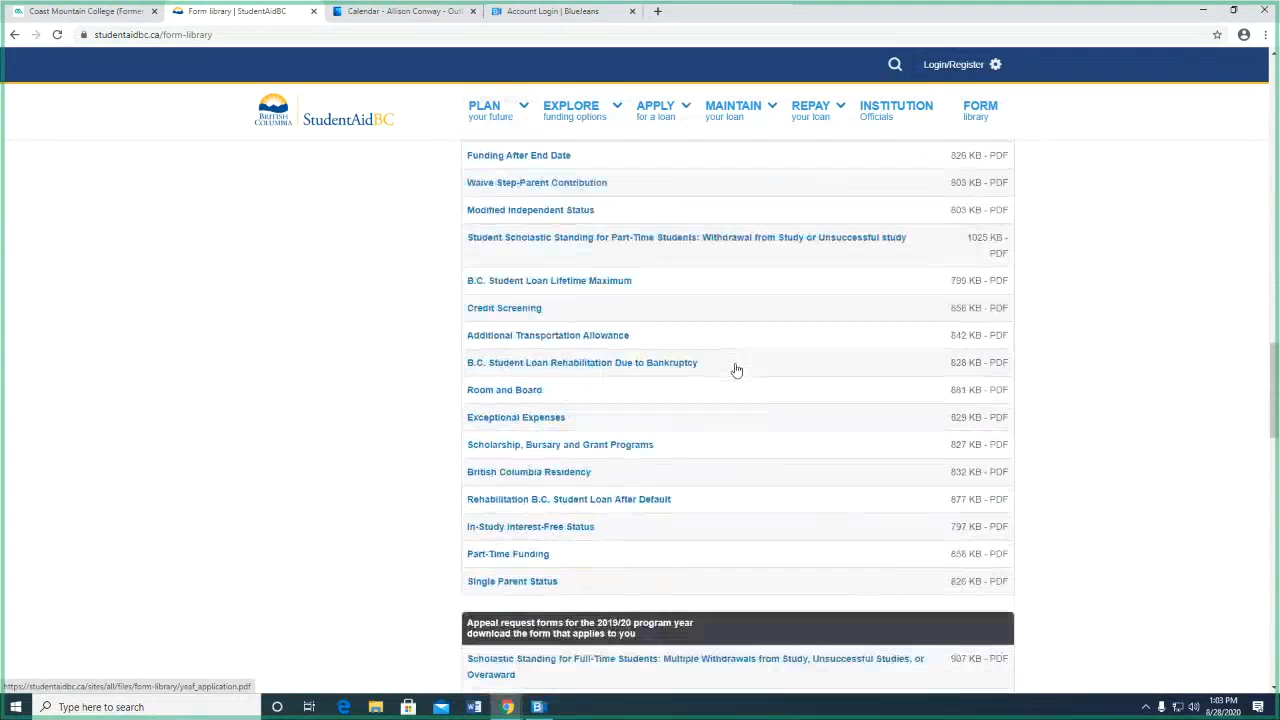 Coast Mountain College (Former
Form library | StudentAidBC
Calendar - Allison Conway - Outl
Account Login | BlueJeans
studentaidbc.ca/form-library
Login/Register
BRITISH
COLUMBIA
StudentAidBC
PLAN
your future
EXPLORE
funding options
APPLY
for a loan
MAINTAIN
your loan
REPAY
your loan
INSTITUTION
Officials
FORM
library
Funding After End Date 826 KB - PDF
Waive Step-Parent Contribution 803 KB - PDF
Modified Independent Status 803 KB - PDF
Student Scholastic Standing for Part-Time Students: Withdrawal from Study or Unsuccessful study 1025 KB -
PDF
B.C. Student Loan Lifetime Maximum 799 KB - PDF
Credit Screening 856 KB - PDF
Additional Transportation Allowance 842 KB - PDF
B.C. Student Loan Rehabilitation Due to Bankruptcy 828 KB - PDF
Room and Board 881 KB - PDF
Exceptional Expenses 829 KB - PDF
Scholarship, Bursary and Grant Programs 827 KB - PDF
British Columbia Residency 832 KB - PDF
Rehabilitation B.C. Student Loan After Default 877 KB - PDF
In-Study Interest-Free Status 797 KB - PDF
Part-Time Funding 856 KB - PDF
Single Parent Status 826 KB - PDF
Appeal request forms for the 2019/20 program year
download the form that applies to you
Scholastic Standing for Full-Time Students: Multiple Withdrawals from Study, Unsuccessful Studies, or 907 KB - PDF
Overaward
https://studentaidbc.ca/sites/all/files/form-library/yeaf_application.pdf
Type here to search
1:03 PM
8/28/2020